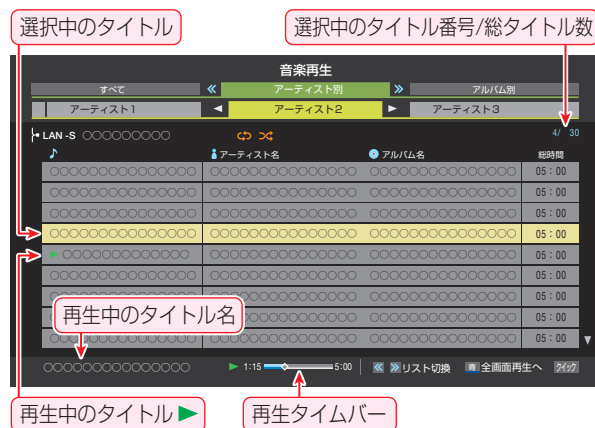 選択中のタイトル
選択中のタイトル番号/総タイトル数
音楽再生
すべて
アーティスト別
アルバム別
アーティスト1
アーティスト2
アーティスト3
LAN -S ○○○○○○○○○
4/ 30
アーティスト名
アルバム名
総時間
○○○○○○○○○○○○○○○ ○○○○○○○○○○○○○○○ ○○○○○○○○○○○○○○○ 05:00
○○○○○○○○○○○○○○○ ○○○○○○○○○○○○○○○ ○○○○○○○○○○○○○○○ 05:00
○○○○○○○○○○○○○○○ ○○○○○○○○○○○○○○○ ○○○○○○○○○○○○○○○ 05:00
○○○○○○○○○○○○○○○ ○○○○○○○○○○○○○○○ ○○○○○○○○○○○○○○○ 05:00
▶ ○○○○○○○○○○○○○ ○○○○○○○○○○○○○○○ ○○○○○○○○○○○○○○○ 05:00
○○○○○○○○○○○○○○○ ○○○○○○○○○○○○○○○ ○○○○○○○○○○○○○○○ 05:00
○○○○○○○○○○○○○○○ ○○○○○○○○○○○○○○○ ○○○○○○○○○○○○○○○ 05:00
○○○○○○○○○○○○○○○ ○○○○○○○○○○○○○○○ 05:00
○○○○○○○○○○○○○○○ ○○○○○○○○○○○○○○○ ○○○○○○○○○○○○○○○ 05:00
再生中のタイトル名
○○○○○○○○○○○○○○○
▶ 1:15 5:00
リスト切換
青 全画面再生へ
クイック
再生中のタイトル ▶
再生タイムバー